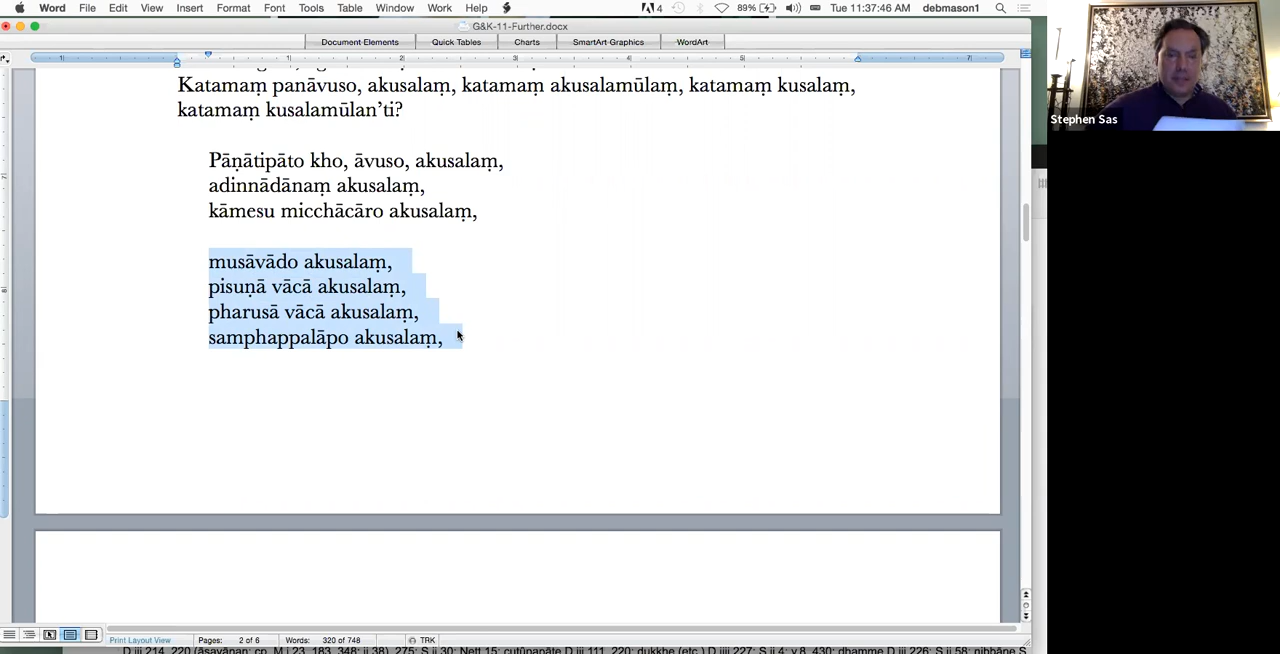 Word File Edit View Insert Format Font Tools Table Window Work Help 4 89% Tue 11:37:46 AM debmason1
G&K-11-Further.docx
Document Elements Quick Tables Charts SmartArt Graphics WordArt
Katamaṃ panāvuso, akusalaṃ, katamaṃ akusalamūlaṃ, katamaṃ kusalaṃ,
katamaṃ kusalamūlan’ti?
Pāṇātipāto kho, āvuso, akusalaṃ,
adinnādānaṃ akusalaṃ,
kāmesu micchācāro akusalaṃ,
musāvādo akusalaṃ,
pisuṇā vācā akusalaṃ,
pharusā vācā akusalaṃ,
samphappalāpo akusalaṃ,
Stephen Sas
Print Layout View Pages: 2 of 6 Words: 320 of 748 TRK